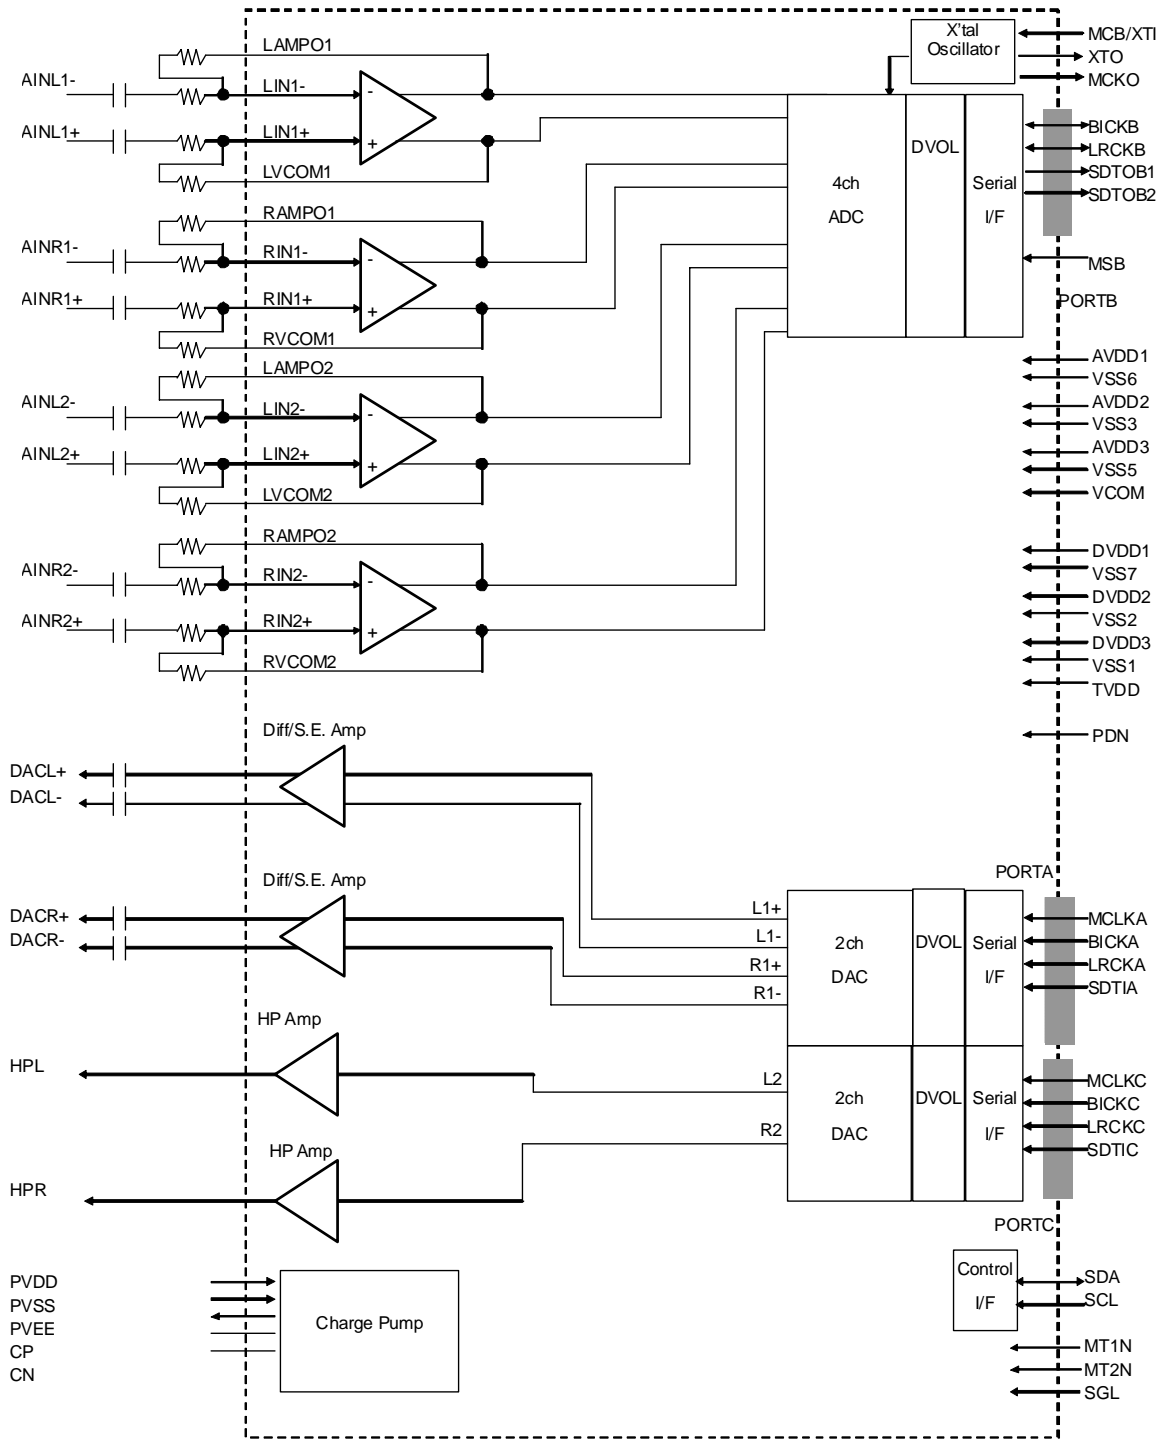 LAMPO1
AINL1-
LIN1-
-
AINL1+
LIN1+
+
LVCOM1
RAMPO1
AINR1-
RIN1-
-
AINR1+
RIN1+
+
RVCOM1
LAMPO2
AINL2-
LIN2-
-
AINL2+
LIN2+
+
LVCOM2
RAMPO2
AINR2-
RIN2-
-
AINR2+
RIN2+
+
RVCOM2
X'tal
Oscillator
MCB/XTI
XTO
MCKO
4ch
ADC
DVOL
Serial
I/F
BICKB
LRCKB
SDTOB1
SDTOB2
MSB
PORTB
AVDD1
VSS6
AVDD2
VSS3
AVDD3
VSS5
VCOM
DVDD1
VSS7
DVDD2
VSS2
DVDD3
VSS1
TVDD
PDN
Diff/S.E. Amp
DACL+
DACL-
Diff/S.E. Amp
DACR+
DACR-
HP Amp
HPL
HP Amp
HPR
L1+
L1-
R1+
R1-
L2
R2
PORTA
2ch
DAC
DVOL
Serial
I/F
MCLKA
BICKA
LRCKA
SDTIA
2ch
DAC
DVOL
Serial
I/F
MCLKC
BICKC
LRCKC
SDTIC
PORTC
PVDD
PVSS
PVEE
CP
CN
Charge Pump
Control
I/F
SDA
SCL
MT1N
MT2N
SGL